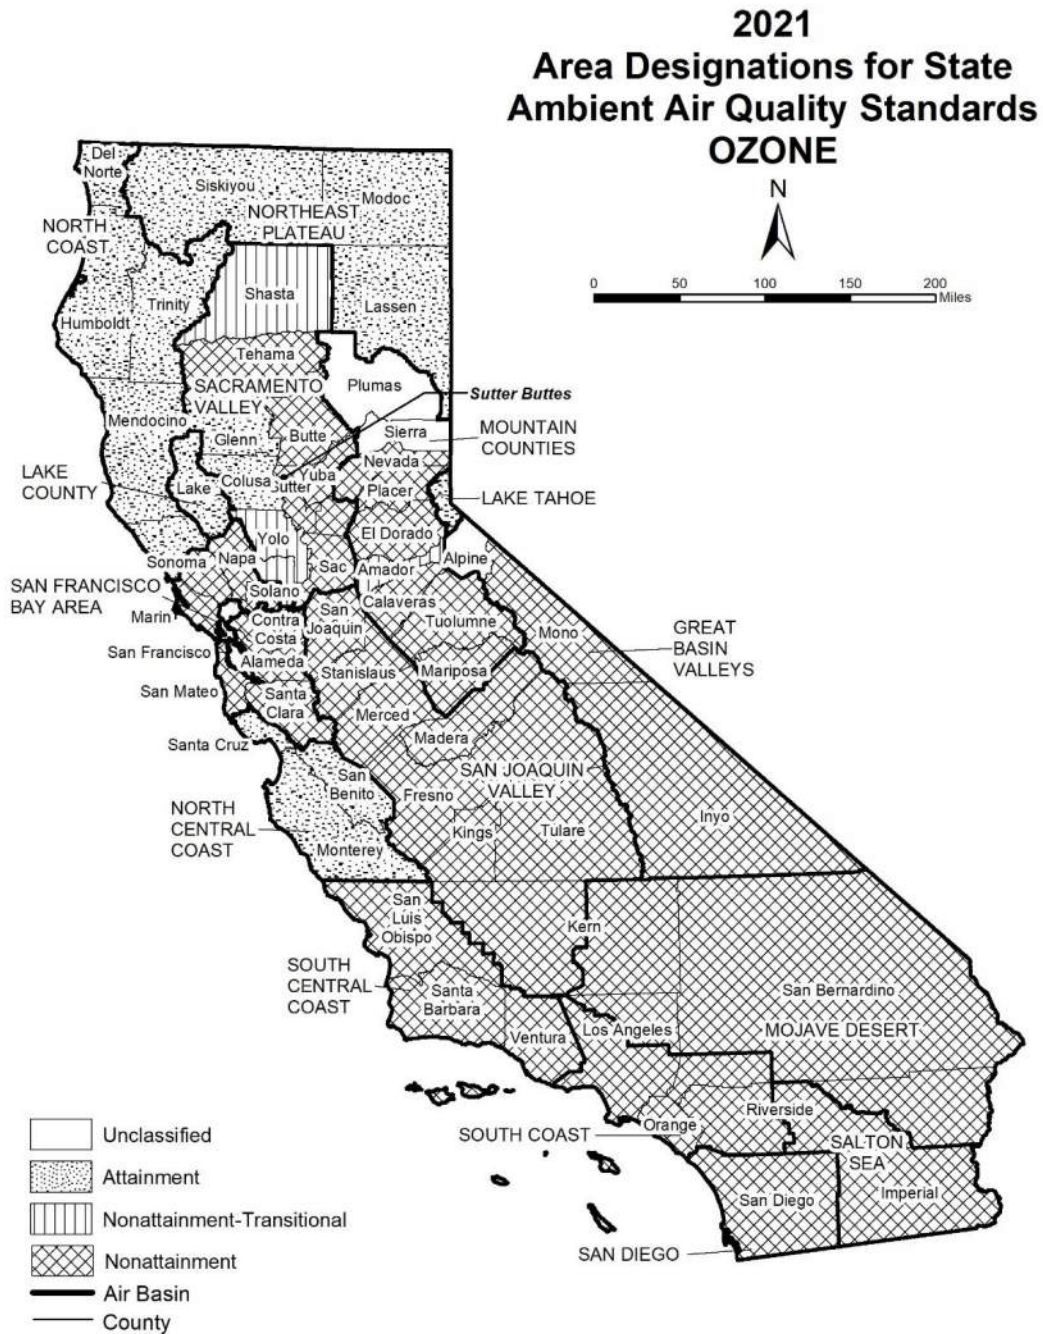 2021
Area Designations for State
Ambient Air Quality Standards
OZONE
N
0 50 100 150 200
Miles
Del
Norte
Siskiyou
Modoc
NORTHEAST
PLATEAU
NORTH
COAST
Shasta
Trinity
Lassen
Humboldt
Tehama
Plumas
SACRAMENTO
VALLEY
Sutter Buttes
Mendocino
Glenn
Butte
Sierra
MOUNTAIN
COUNTIES
Nevada
LAKE
COUNTY
Lake
Colusa
Yuba
Sutter
Placer
LAKE TAHOE
Yolo
El Dorado
Sonoma
Napa
Sac
Amador
Alpine
SAN FRANCISCO
BAY AREA
Solano
Marin
Calaveras
San
Joaquin
Contra
Costa
Tuolumne
Mono
GREAT
BASIN
VALLEYS
San Francisco
Alameda
Stanislaus
Mariposa
San Mateo
Santa
Clara
Merced
Madera
Santa Cruz
SAN JOAQUIN
VALLEY
San
Benito
Fresno
NORTH
CENTRAL
COAST
Kings
Tulare
Inyo
Monterey
San
Luis
Obispo
Kern
SOUTH
CENTRAL
COAST
Santa
Barbara
San Bernardino
Ventura
Los Angeles
MOJAVE DESERT
Riverside
Orange
SOUTH COAST
SALTON
SEA
San Diego
Imperial
SAN DIEGO
Unclassified
Attainment
Nonattainment-Transitional
Nonattainment
Air Basin
County